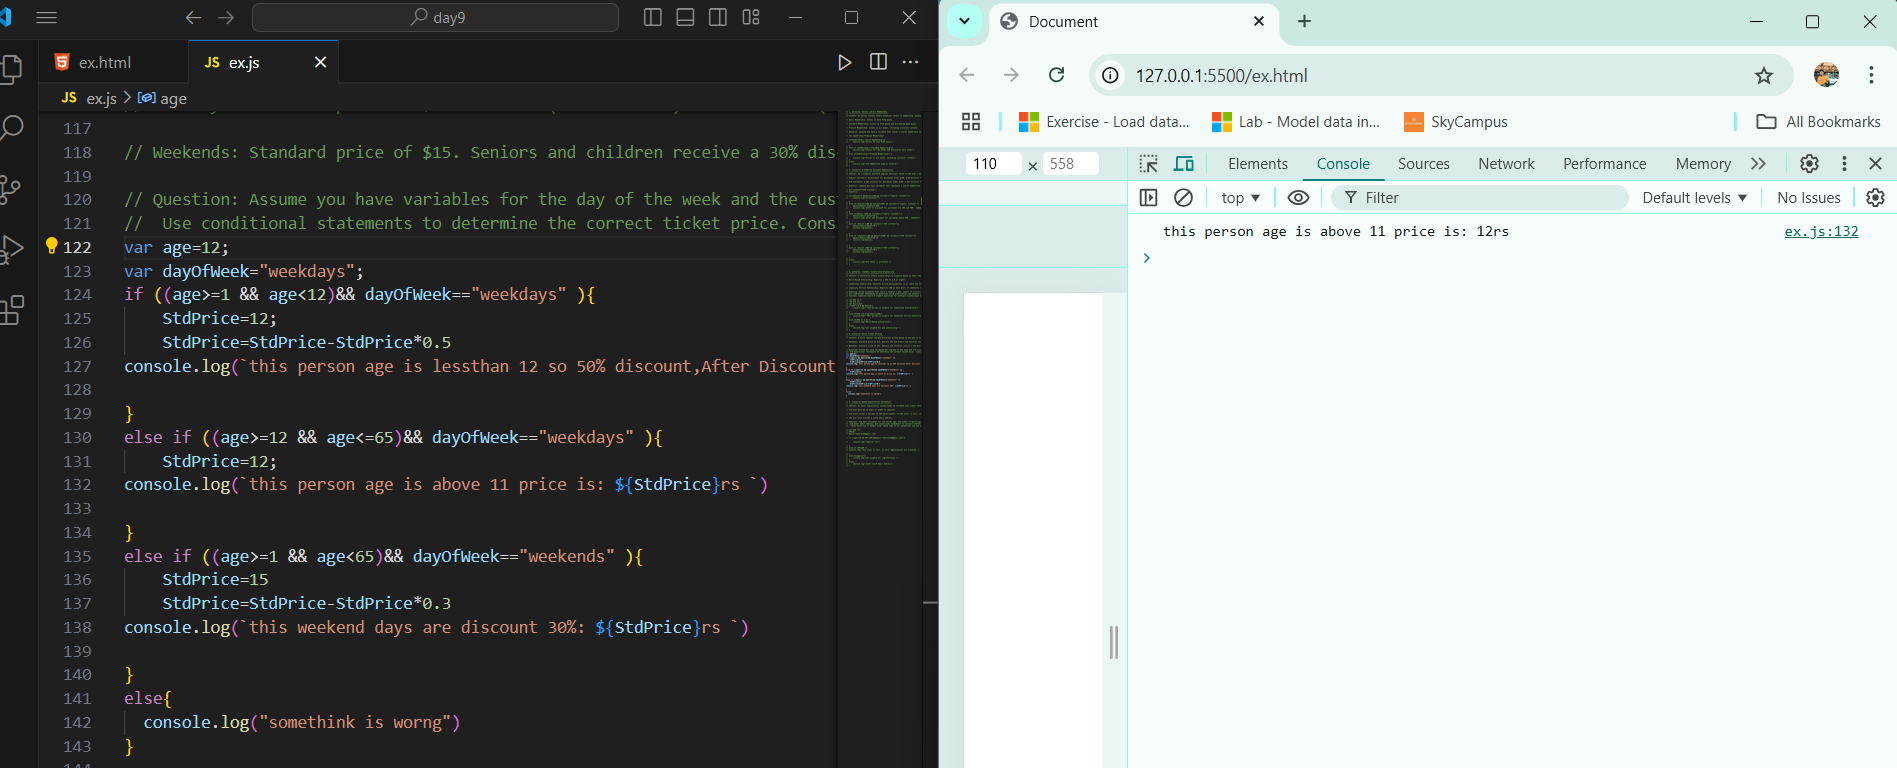 day9
ex.html
JS ex.js
JS ex.js > age
117
118 // Weekends: Standard price of $15. Seniors and children receive a 30% dis
119
120 // Question: Assume you have variables for the day of the week and the cus
121 //  Use conditional statements to determine the correct ticket price. Cons
122 var age=12;
123 var dayOfWeek="weekdays";
124 if ((age>=1 && age<12)&& dayOfWeek=="weekdays" ){
125     StdPrice=12;
126     StdPrice=StdPrice-StdPrice*0.5
127 console.log(`this person age is lessthan 12 so 50% discount,After Discount
128
129 }
130 else if ((age>=12 && age<=65)&& dayOfWeek=="weekdays" ){
131     StdPrice=12;
132 console.log(`this person age is above 11 price is: ${StdPrice}rs `)
133
134 }
135 else if ((age>=1 && age<65)&& dayOfWeek=="weekends" ){
136     StdPrice=15
137     StdPrice=StdPrice-StdPrice*0.3
138 console.log(`this weekend days are discount 30%: ${StdPrice}rs `)
139
140 }
141 else{
142   console.log("somethink is worng")
143 }
Document
127.0.0.1:5500/ex.html
Exercise - Load data... Lab - Model data in... SkyCampus All Bookmarks
110 × 558 Elements Console Sources Network Performance Memory
top Filter Default levels No Issues
this person age is above 11 price is: 12rs ex.js:132